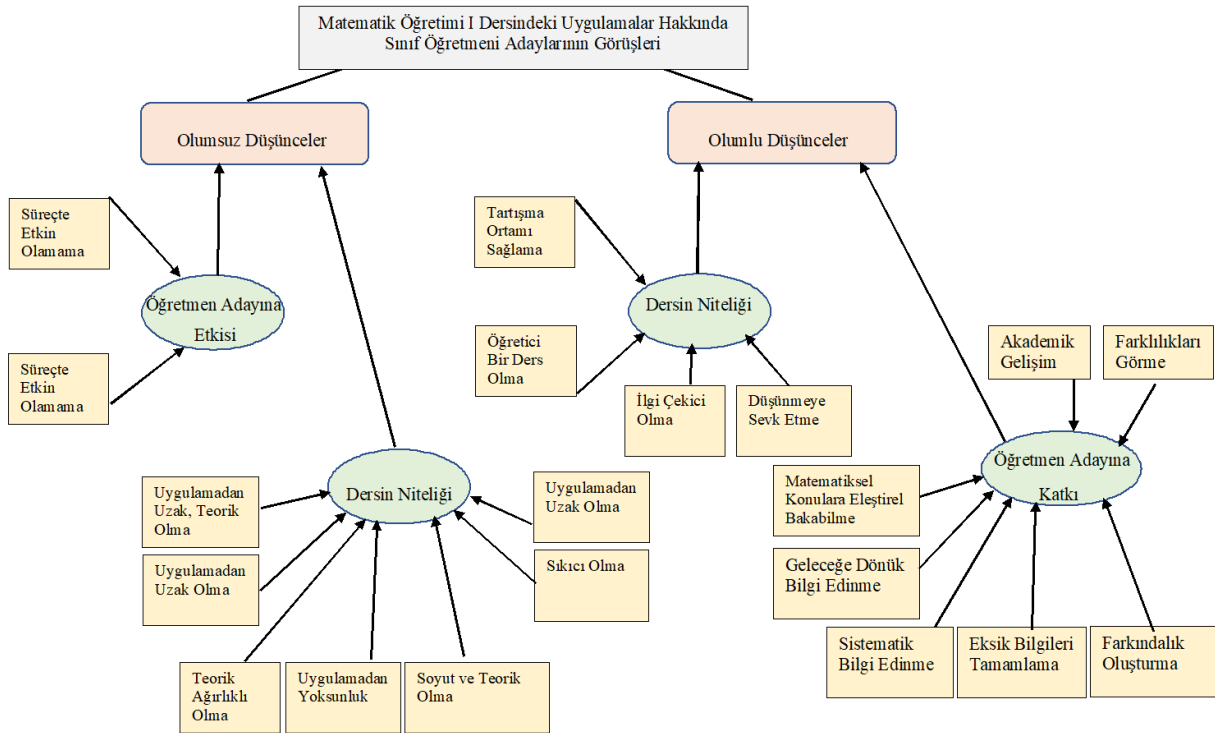 Matematik Öğretimi I Dersindeki Uygulamalar Hakkında
Sınıf Öğretmeni Adaylarının Görüşleri
Olumsuz Düşünceler
Olumlu Düşünceler
Süreçte
Etkin
Olamama
Öğretmen Adayına
Etkisi
Süreçte
Etkin
Olamama
Tartışma
Ortamı
Sağlama
Dersin Niteliği
Öğretici
Bir Ders
Olma
İlgi Çekici
Olma
Düşünmeye
Sevk Etme
Akademik
Gelişim
Farklılıkları
Görme
Öğretmen Adayına
Katkı
Matematiksel
Konulara Eleştirel
Bakabilme
Geleceğe Dönük
Bilgi Edinme
Sistematik
Bilgi Edinme
Eksik Bilgileri
Tamamlama
Farkındalık
Oluşturma
Dersin Niteliği
Uygulamadan
Uzak, Teorik
Olma
Uygulamadan
Uzak Olma
Uygulamadan
Uzak Olma
Sıkıcı Olma
Teorik
Ağırlıklı
Olma
Uygulamadan
Yoksunluk
Soyut ve Teorik
Olma